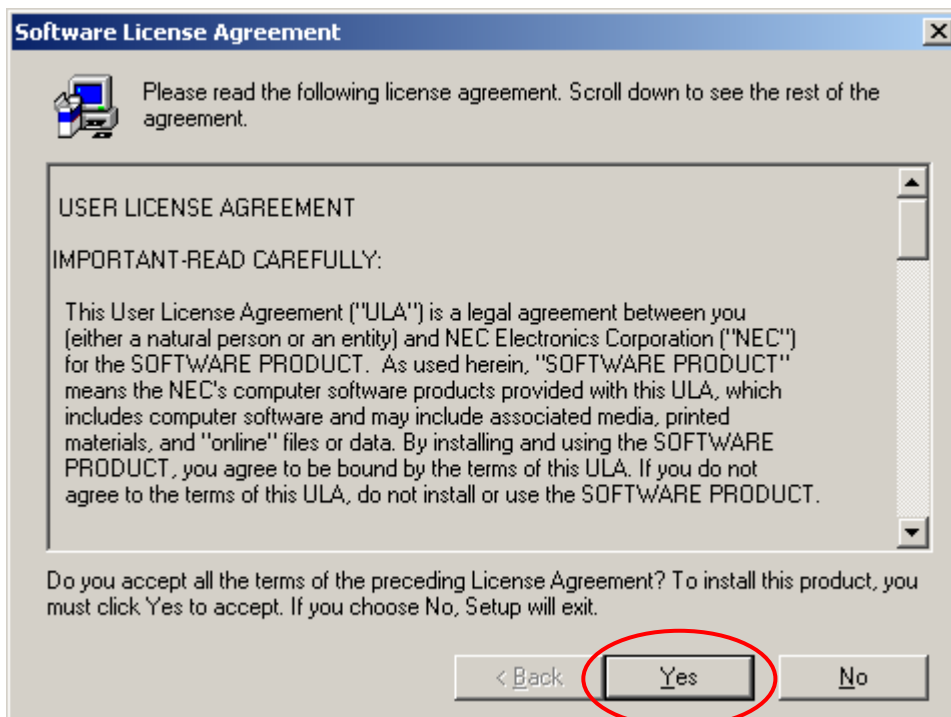 Software License Agreement
Please read the following license agreement. Scroll down to see the rest of the
agreement.
USER LICENSE AGREEMENT
IMPORTANT-READ CAREFULLY:
This User License Agreement ("ULA") is a legal agreement between you
(either a natural person or an entity) and NEC Electronics Corporation ("NEC")
for the SOFTWARE PRODUCT.  As used herein, "SOFTWARE PRODUCT"
means the NEC's computer software products provided with this ULA, which
includes computer software and may include associated media, printed
materials, and "online" files or data. By installing and using the SOFTWARE
PRODUCT, you agree to be bound by the terms of this ULA. If you do not
agree to the terms of this ULA, do not install or use the SOFTWARE PRODUCT.
Do you accept all the terms of the preceding License Agreement? To install this product, you
must click Yes to accept. If you choose No, Setup will exit.
< Back Yes No